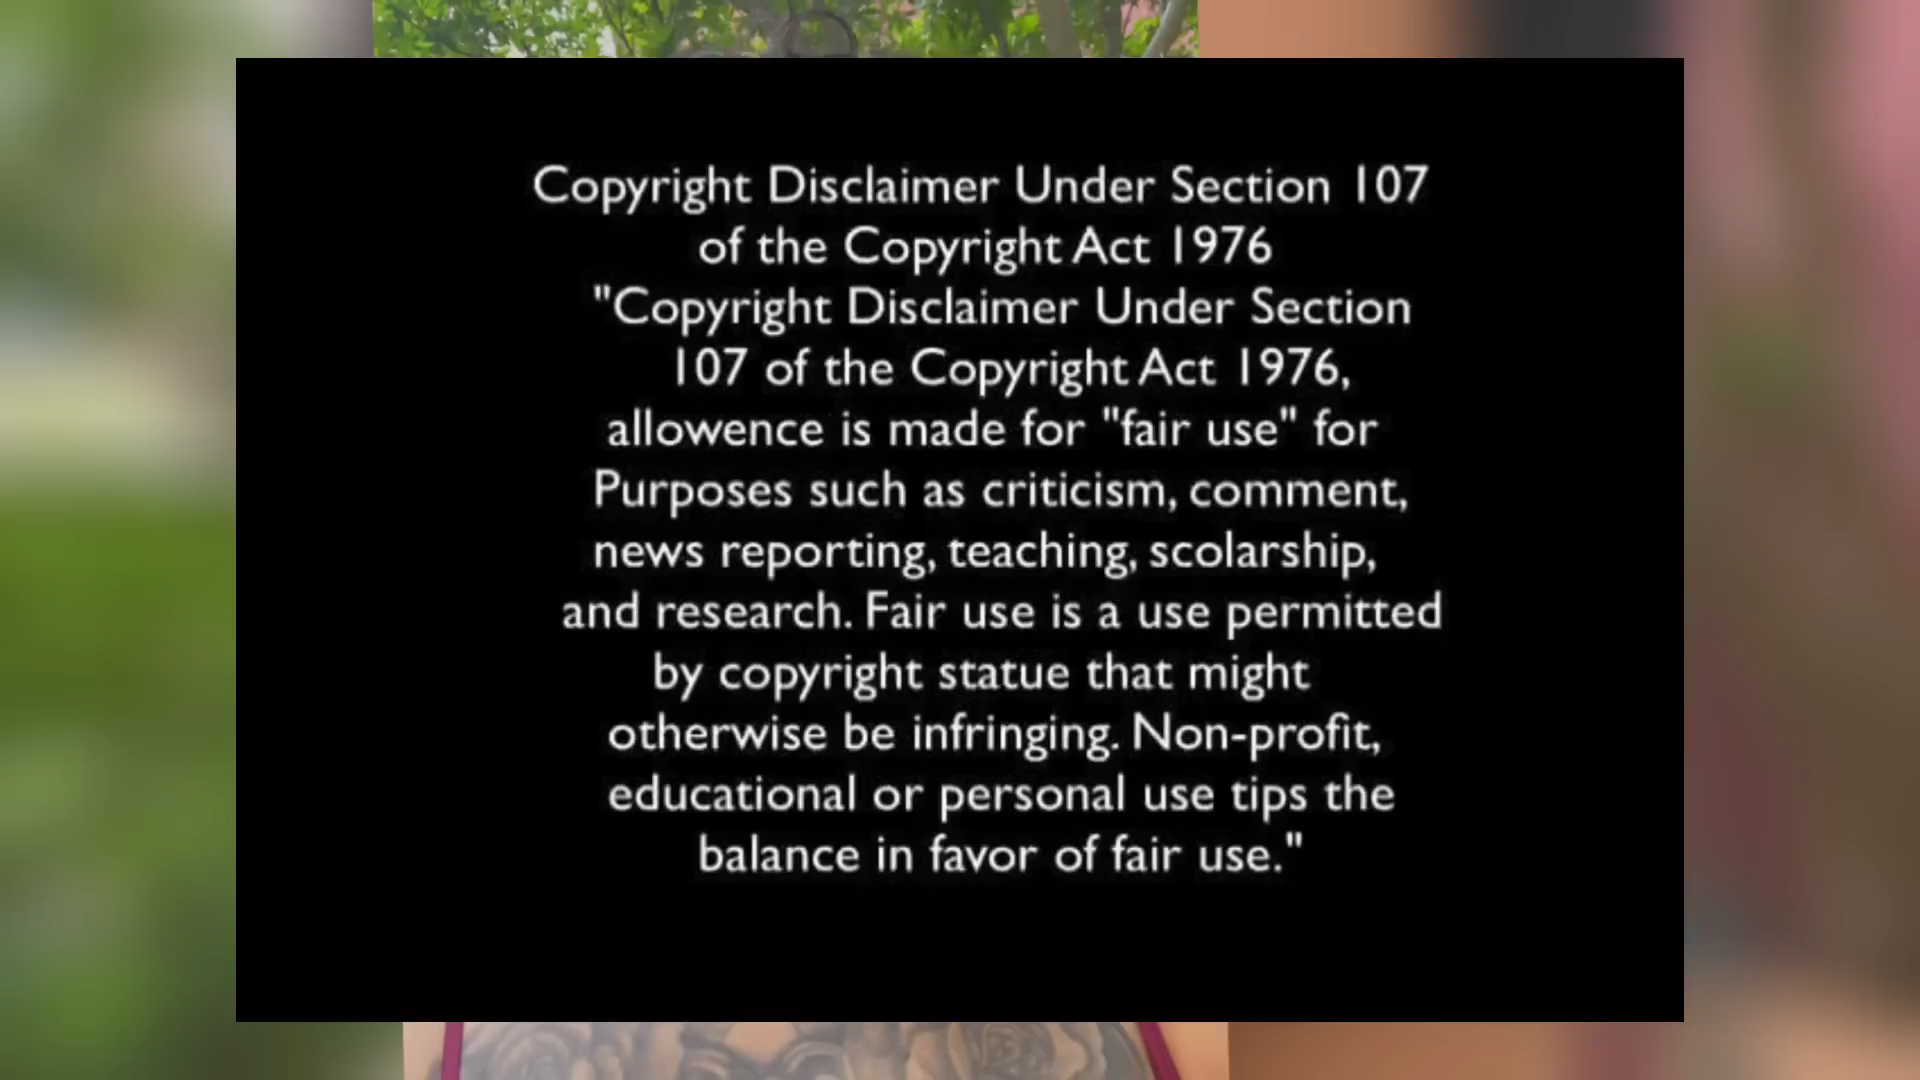 Copyright Disclaimer Under Section 107
of the Copyright Act 1976
"Copyright Disclaimer Under Section
107 of the Copyright Act 1976,
allowence is made for "fair use" for
Purposes such as criticism, comment,
news reporting, teaching, scolarship,
and research. Fair use is a use permitted
by copyright statue that might
otherwise be infringing. Non-profit,
educational or personal use tips the
balance in favor of fair use."